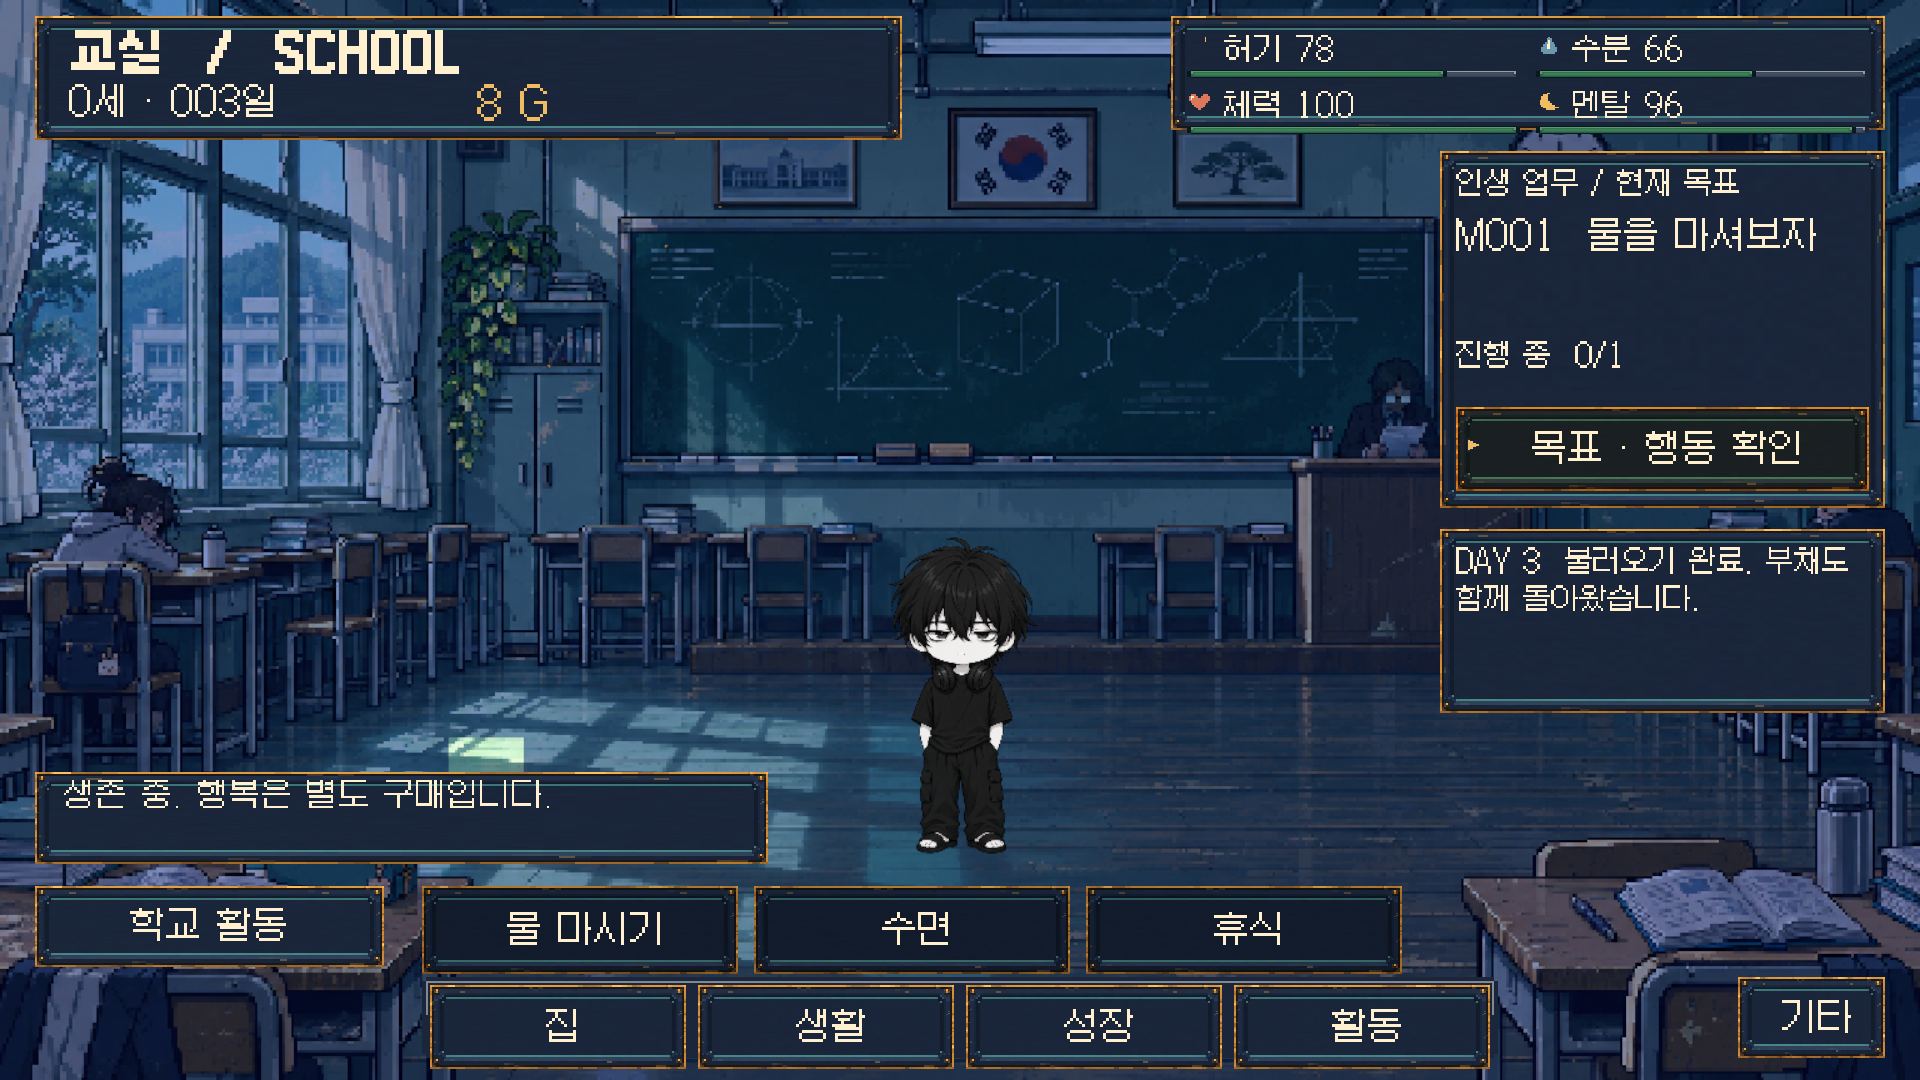 교실 / SCHOOL
0세 · 003일 8 G
허기 78 수분 66
체력 100 멘탈 96
인생 업무 / 현재 목표
M001 물을 마셔보자
진행 중 0/1
목표 · 행동 확인
DAY 3 불러오기 완료. 부채도
함께 돌아왔습니다.
생존 중. 행복은 별도 구매입니다.
학교 활동 물 마시기 수면 휴식
집 생활 성장 활동 기타